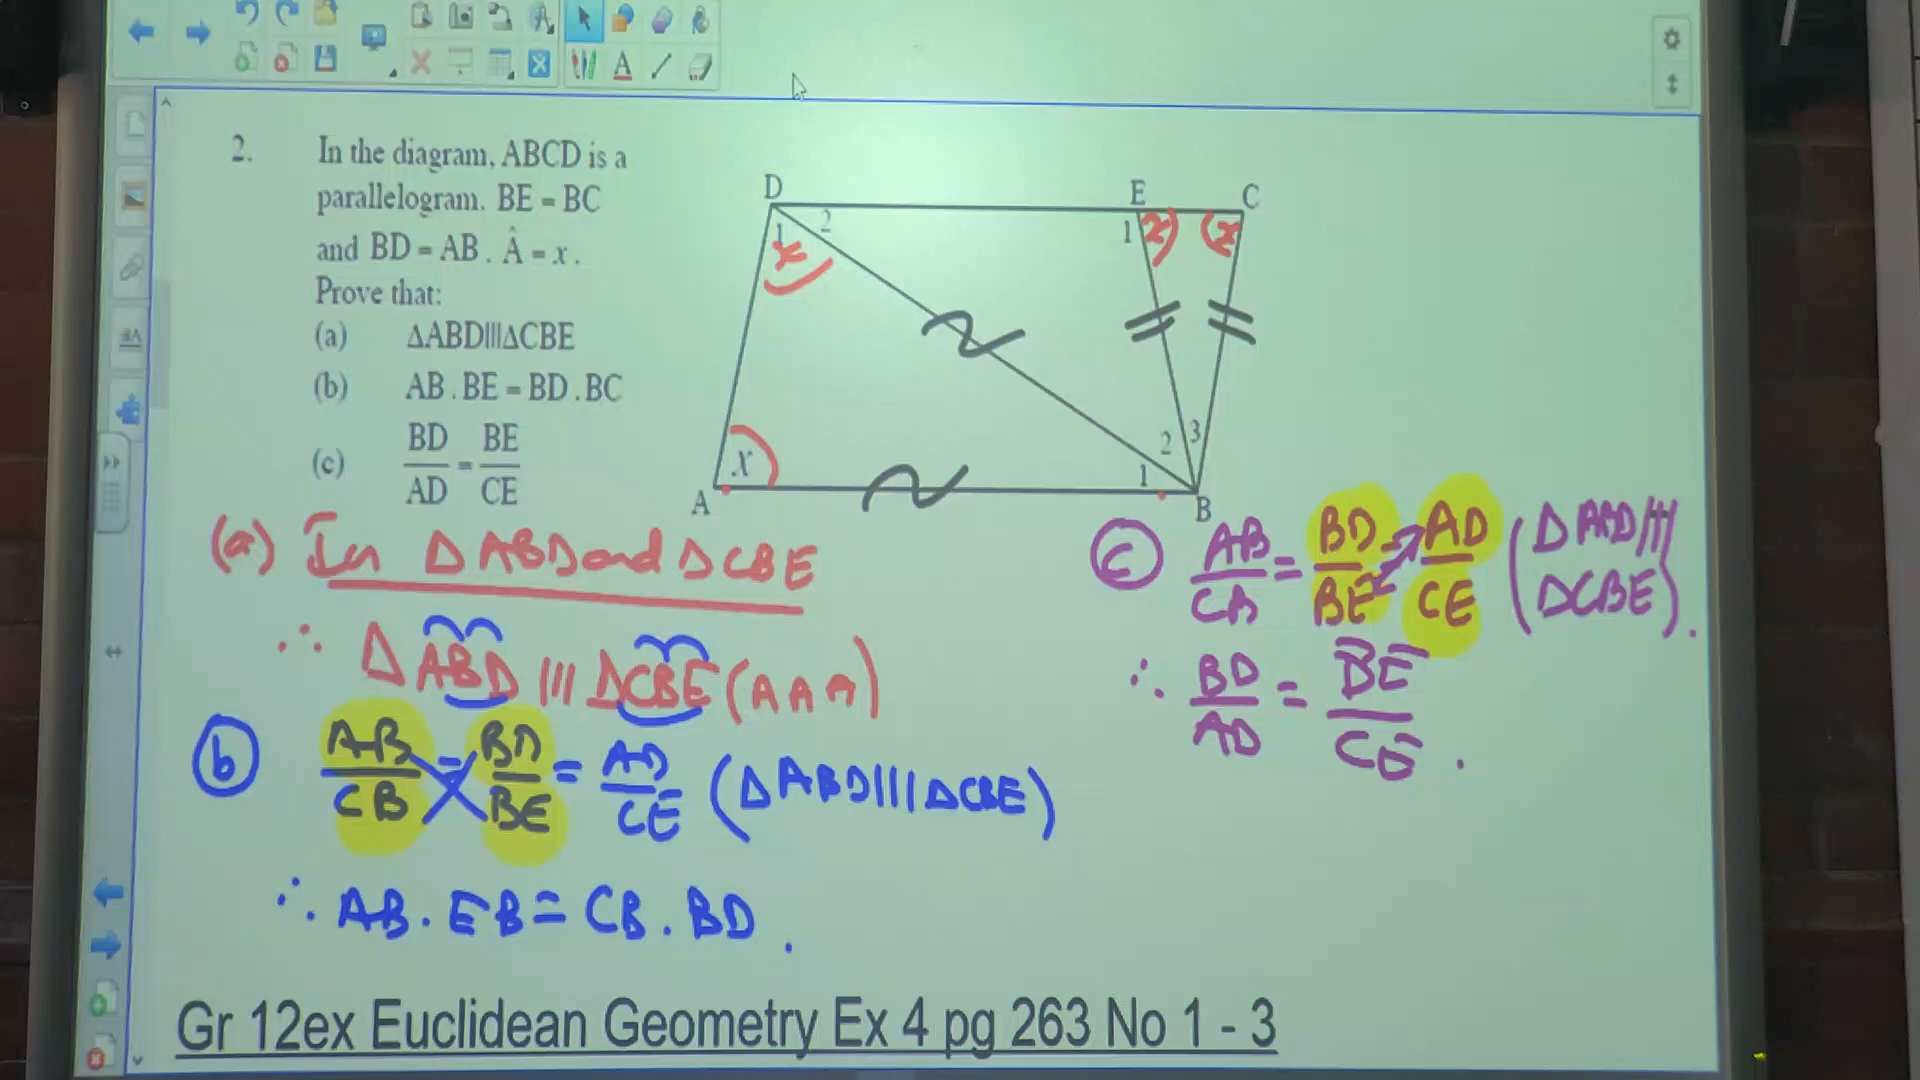 2. In the diagram, ABCD is a
parallelogram. BE = BC
and BD = AB. Â = x.
Prove that:
(a) ΔABD|||ΔCBE
(b) AB.BE = BD.BC
(c) BD/AD = BE/CE
D
2
1
x
E
C
1
x
x
2
3
x
1
A
B
(a) In ΔABD and ΔCBE
∴ ΔABD ||| ΔCBE (AAA)
b AB/CB = BD/BE = AD/CE (ΔABD|||ΔCBE)
∴ AB.EB = CB.BD.
c AB/CB = BD/BE = AD/CE (ΔABD||| ΔCBE).
∴ BD/AD = BE/CE.
Gr 12ex Euclidean Geometry Ex 4 pg 263 No 1 - 3